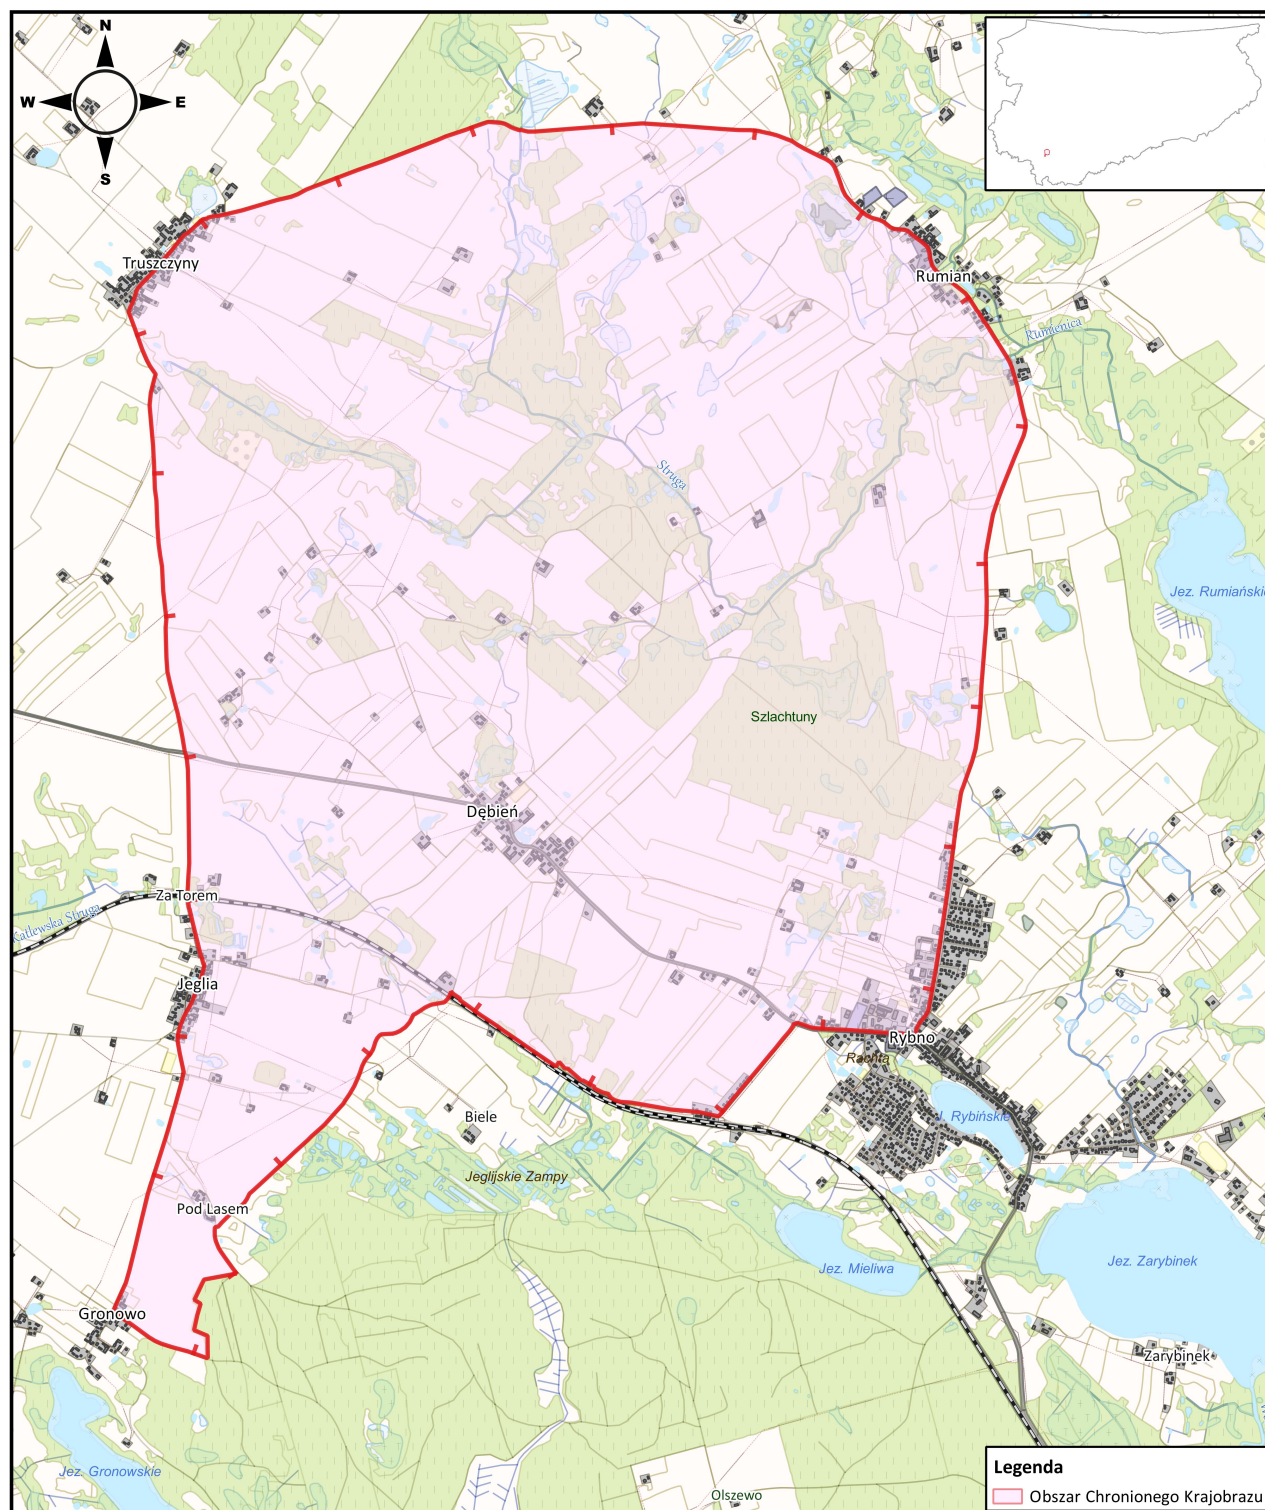 N
W
E
S
Truszczyny
Rumian
Rumienica
Struga
Jez. Rumiański
Szlachtuny
Dębień
Za Torem
Katlewska Struga
Jeglia
Rybno
Rachta
J. Rybińskie
Biele
Jeglijskie Zampy
Pod Lasem
Jez. Mieliwa
Jez. Zarybinek
Gronowo
Zarybinek
Jez. Gronowskie
Olszewo
Legenda
Obszar Chronionego Krajobrazu